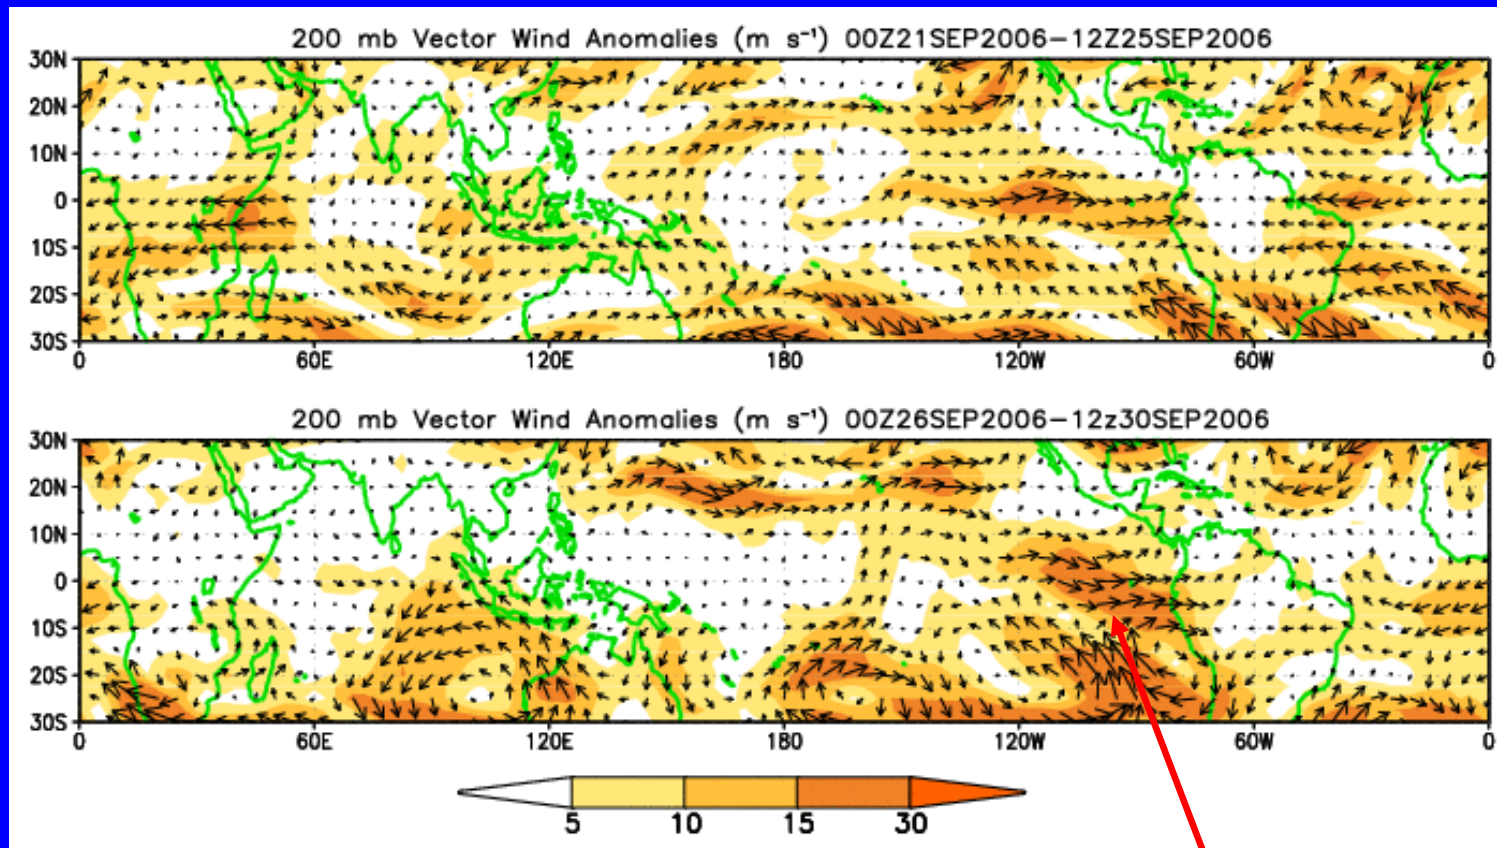 200 mb Vector Wind Anomalies (m s⁻¹) 00Z21SEP2006–12Z25SEP2006
30N
20N
10N
0
10S
20S
30S
0 60E 120E 180 120W 60W 0
200 mb Vector Wind Anomalies (m s⁻¹) 00Z26SEP2006–12z30SEP2006
30N
20N
10N
0
10S
20S
30S
0 60E 120E 180 120W 60W 0
5 10 15 30